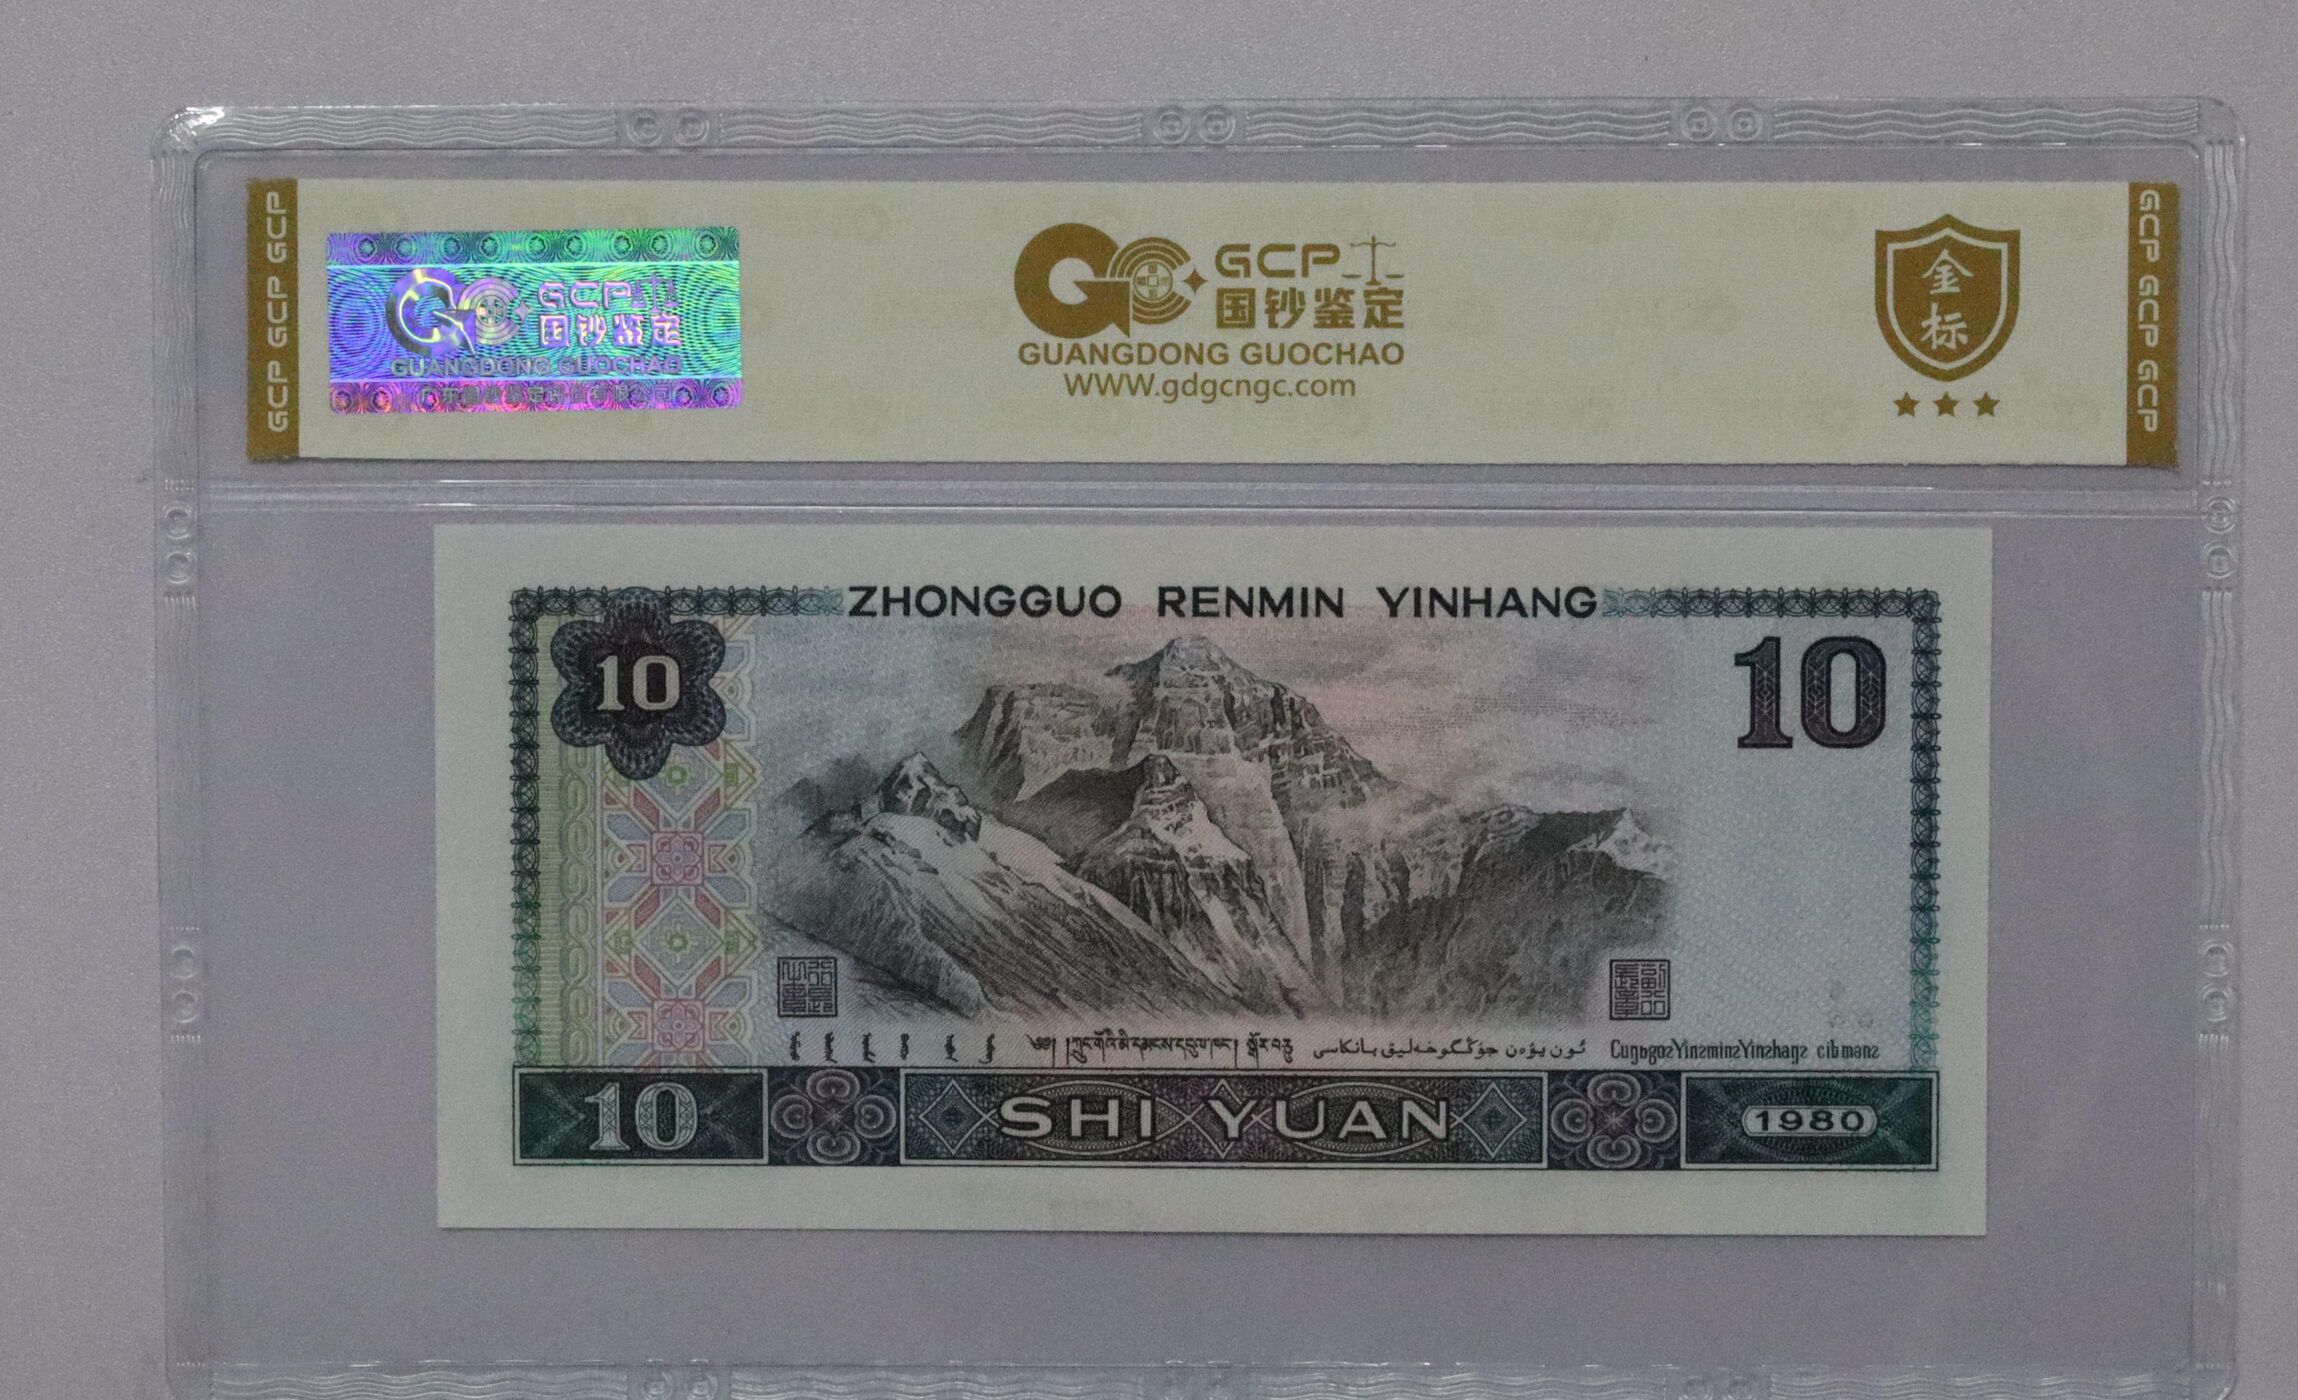 GCP GCP GCP
GCP
国钞鉴定
GUANGDONG GUOCHAO
GCP
国钞鉴定
GUANGDONG GUOCHAO
WWW.gdgcngc.com
金标
GCP GCP GCP
ZHONGGUO RENMIN YINHANG
10
10
10
SHI YUAN
1980